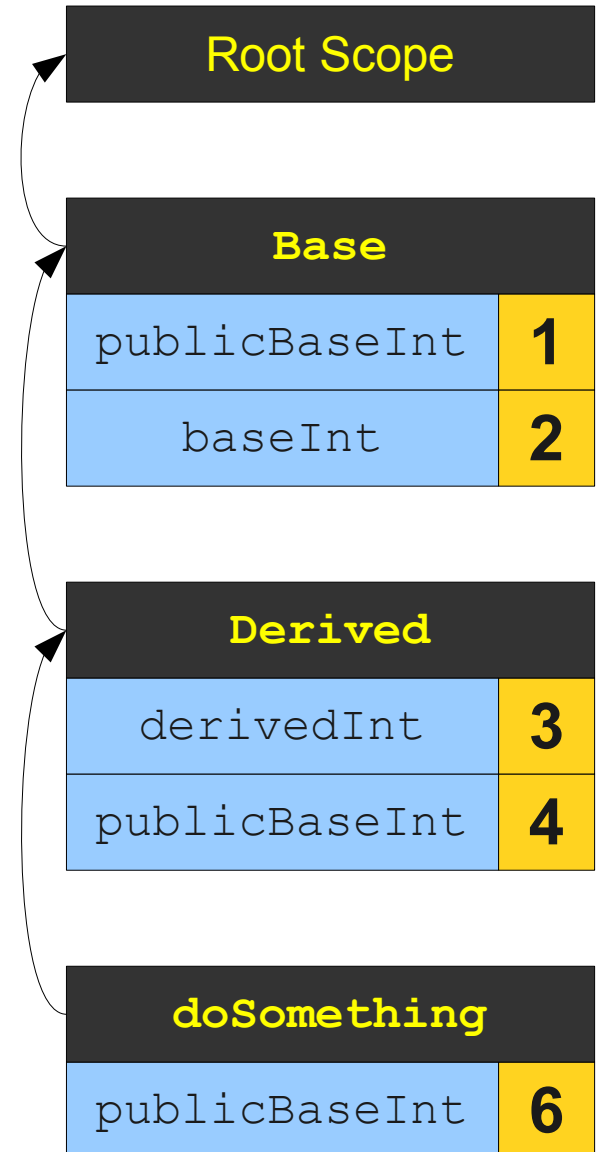 Root Scope
Base
publicBaseInt 1
baseInt 2
Derived
derivedInt 3
publicBaseInt 4
doSomething
publicBaseInt 6